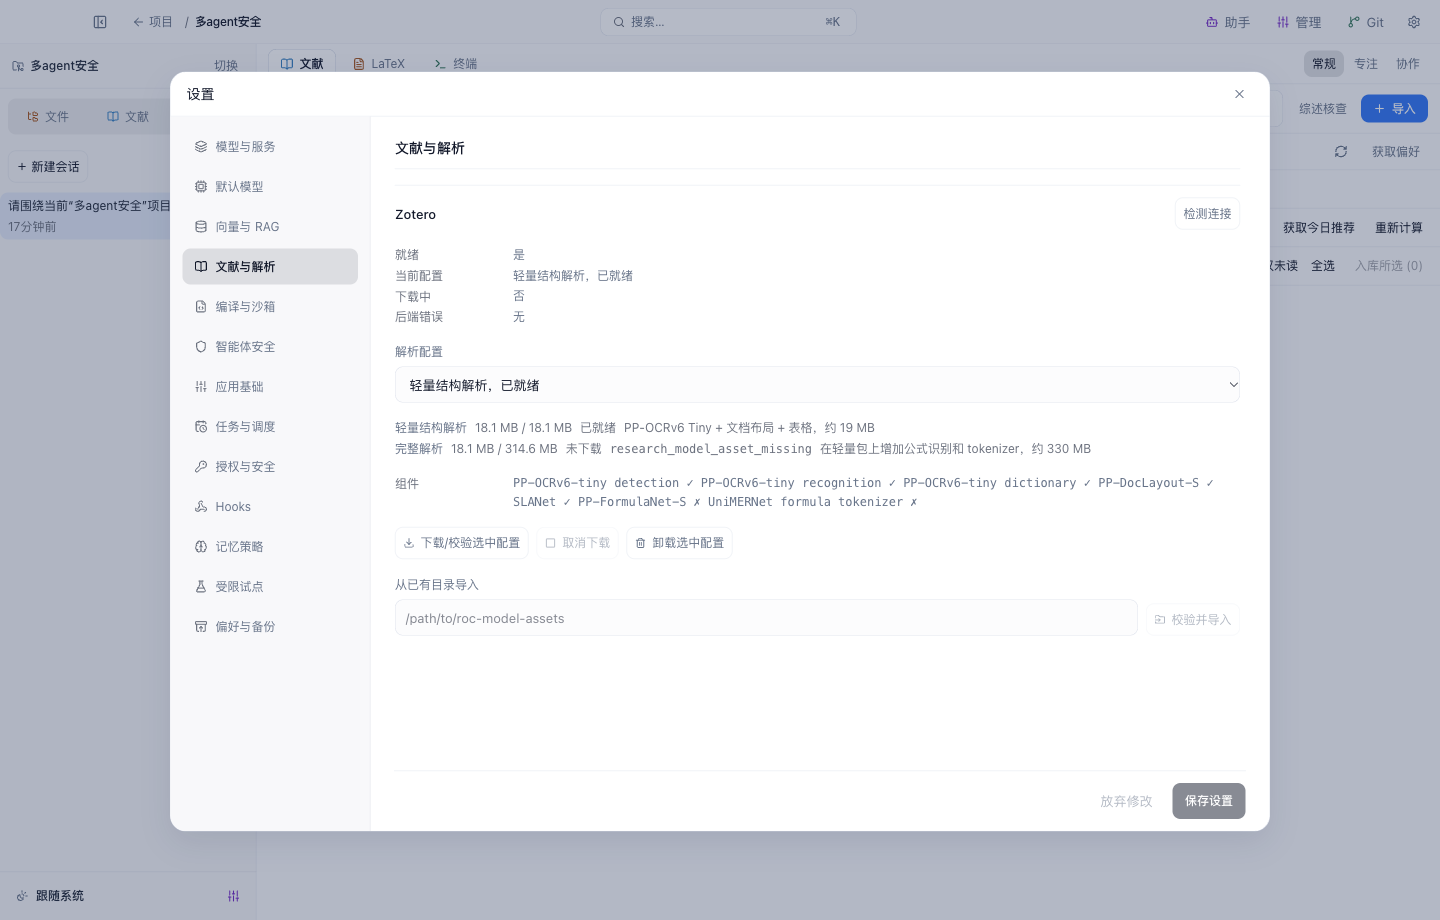 项目 / 多agent安全
搜索... ⌘K
助手 管理 Git
多agent安全 切换
文献 LaTeX 终端
常规 专注 协作
文件 文献
综述核查 导入
新建会话
获取偏好
请围绕当前“多agent安全”项目
17分钟前
获取今日推荐 重新计算
未读 全选 入库所选 (0)
跟随系统
设置
模型与服务
默认模型
向量与 RAG
文献与解析
编译与沙箱
智能体安全
应用基础
任务与调度
授权与安全
Hooks
记忆策略
受限试点
偏好与备份
文献与解析
Zotero 检测连接
就绪 是
当前配置 轻量结构解析，已就绪
下载中 否
后端错误 无
解析配置
轻量结构解析，已就绪
轻量结构解析 18.1 MB / 18.1 MB 已就绪 PP-OCRv6 Tiny + 文档布局 + 表格，约 19 MB
完整解析 18.1 MB / 314.6 MB 未下载 research_model_asset_missing 在轻量包上增加公式识别和 tokenizer，约 330 MB
组件 PP-OCRv6-tiny detection ✓ PP-OCRv6-tiny recognition ✓ PP-OCRv6-tiny dictionary ✓ PP-DocLayout-S ✓
SLANet ✓ PP-FormulaNet-S ✗ UniMERNet formula tokenizer ✗
下载/校验选中配置 取消下载 卸载选中配置
从已有目录导入
/path/to/roc-model-assets 校验并导入
放弃修改 保存设置